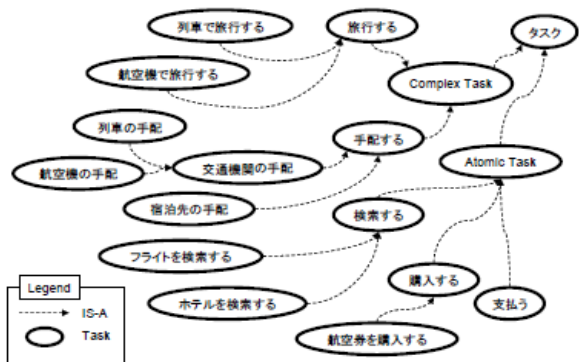 列車で旅行する
旅行する
タスク
航空機で旅行する
Complex Task
列車の手配
手配する
航空機の手配
交通機関の手配
Atomic Task
宿泊先の手配
検索する
フライトを検索する
購入する
支払う
ホテルを検索する
航空券を購入する
Legend
IS-A
Task